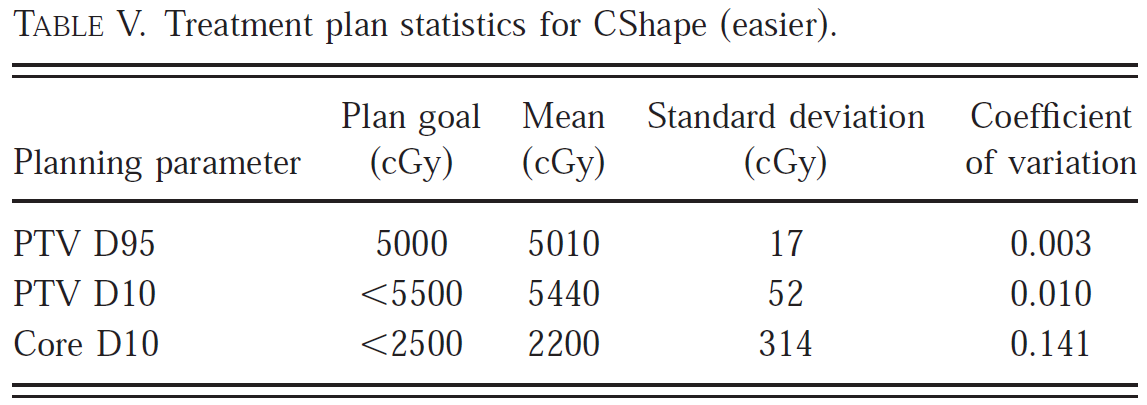 TABLE V. Treatment plan statistics for CShape (easier).
Planning parameter Plan goal (cGy) Mean (cGy) Standard deviation (cGy) Coefficient of variation
PTV D95 5000 5010 17 0.003
PTV D10 <5500 5440 52 0.010
Core D10 <2500 2200 314 0.141